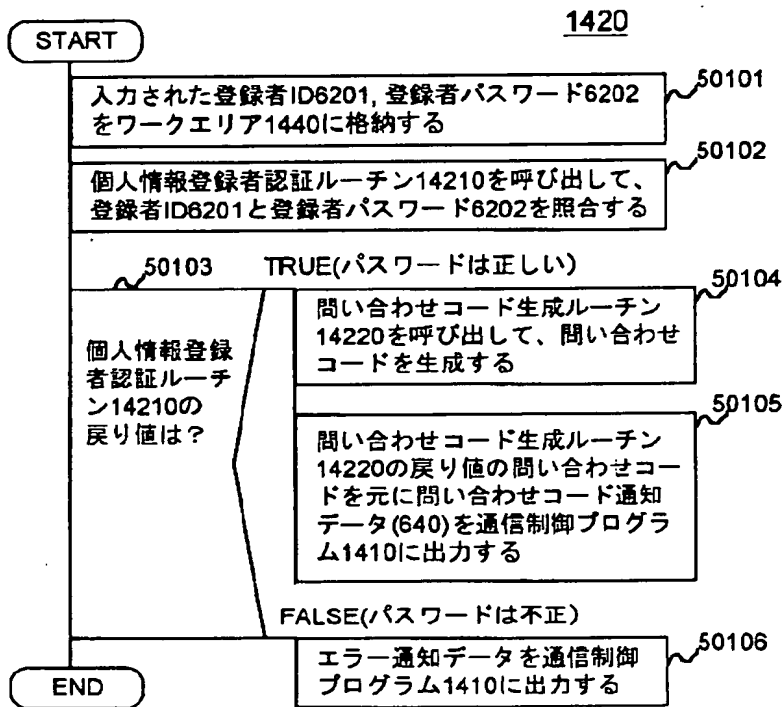 1420
START
50101
入力された登録者ID6201, 登録者パスワード6202
をワークエリア1440に格納する
50102
個人情報登録者認証ルーチン14210を呼び出して、
登録者ID6201と登録者パスワード6202を照合する
50103
TRUE(パスワードは正しい)
50104
問い合わせコード生成ルーチン
14220を呼び出して、問い合わせ
コードを生成する
個人情報登録
者認証ルーチ
ン14210の
戻り値は？
50105
問い合わせコード生成ルーチン
14220の戻り値の問い合わせコー
ドを元に問い合わせコード通知
データ(640)を通信制御プログラ
ム1410に出力する
FALSE(パスワードは不正)
50106
エラー通知データを通信制御
プログラム1410に出力する
END